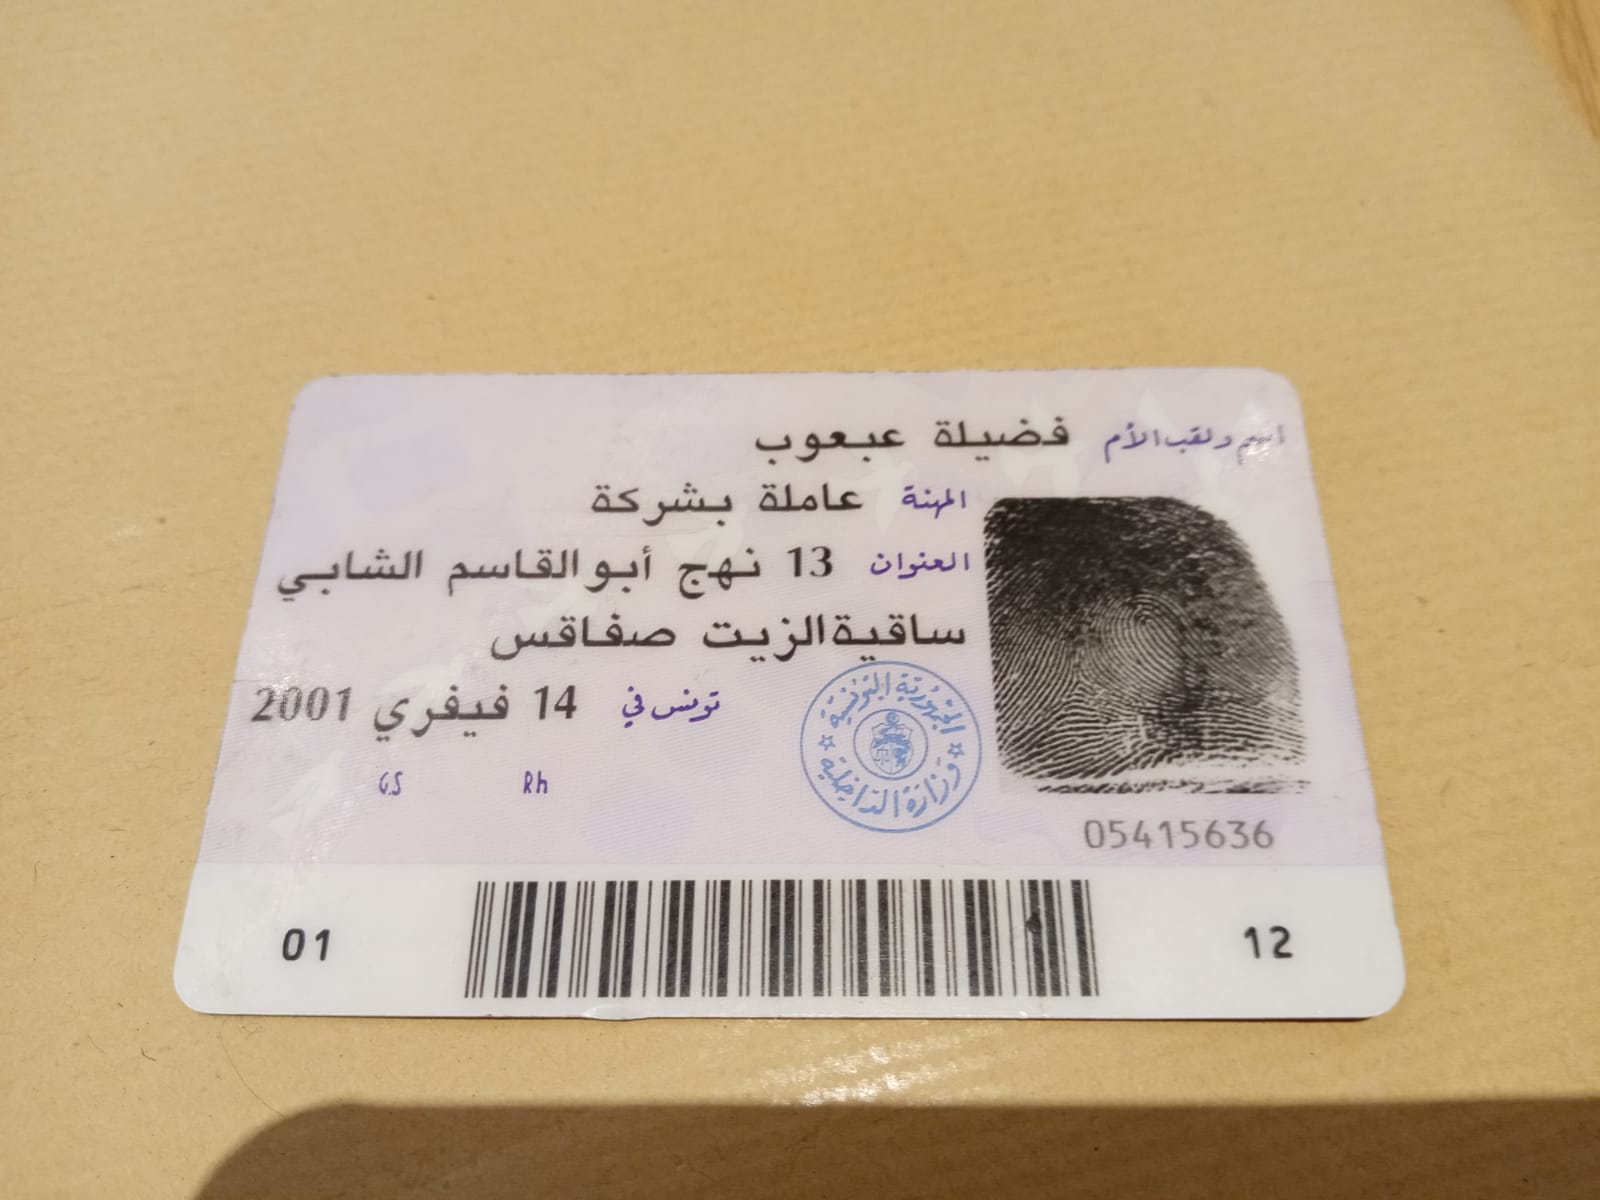 اسم ولقب الأم فضيلة عبعوب
المهنة عاملة بشركة
العنوان 13 نهج أبو القاسم الشابي
ساقية الزيت صفاقس
تونس في 14 فيفري 2001
الجمهورية التونسية
وزارة الداخلية
G.S Rh
05415636
01 12